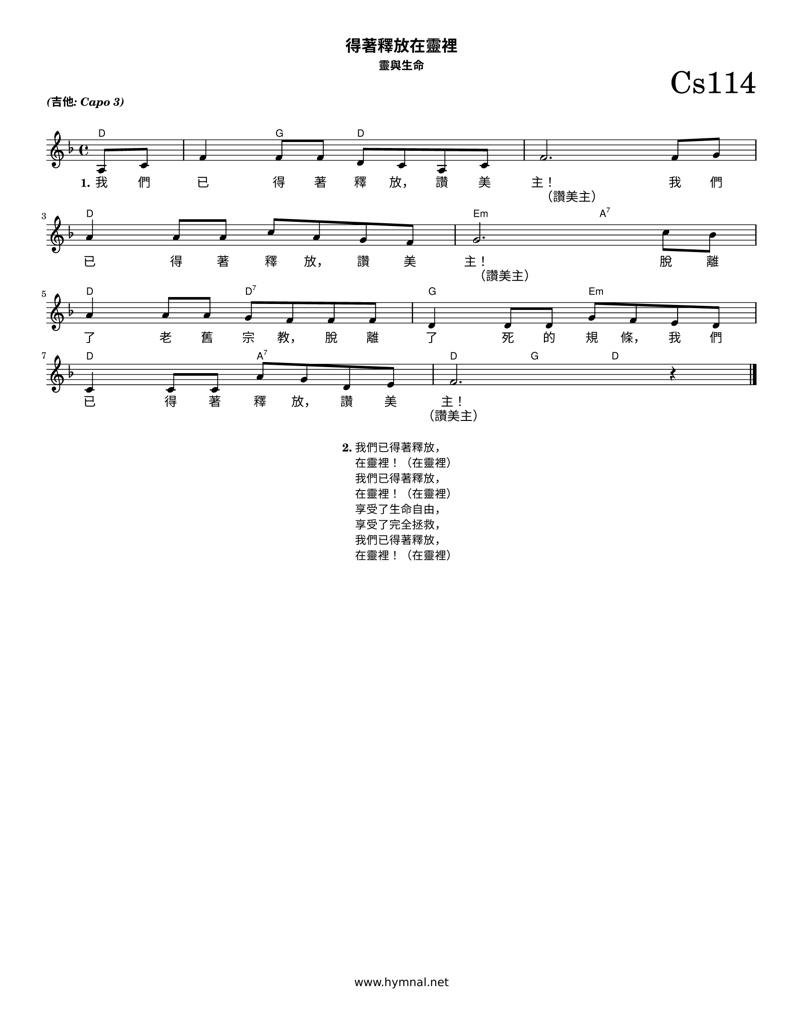 得著釋放在靈裡
靈與生命
Cs114
(吉他: Capo 3)
D G D
1. 我 們 已 得 著 釋 放， 讚 美 主！ 我 們
（讚美主）
3
D Em A7
已 得 著 釋 放， 讚 美 主！ 脫 離
（讚美主）
5
D D7 G Em
了 老 舊 宗 教， 脫 離 了 死 的 規 條， 我 們
7
D A7 D G D
已 得 著 釋 放， 讚 美 主！
（讚美主）
2. 我們已得著釋放，
在靈裡！（在靈裡）
我們已得著釋放，
在靈裡！（在靈裡）
享受了生命自由，
享受了完全拯救，
我們已得著釋放，
在靈裡！（在靈裡）
www.hymnal.net